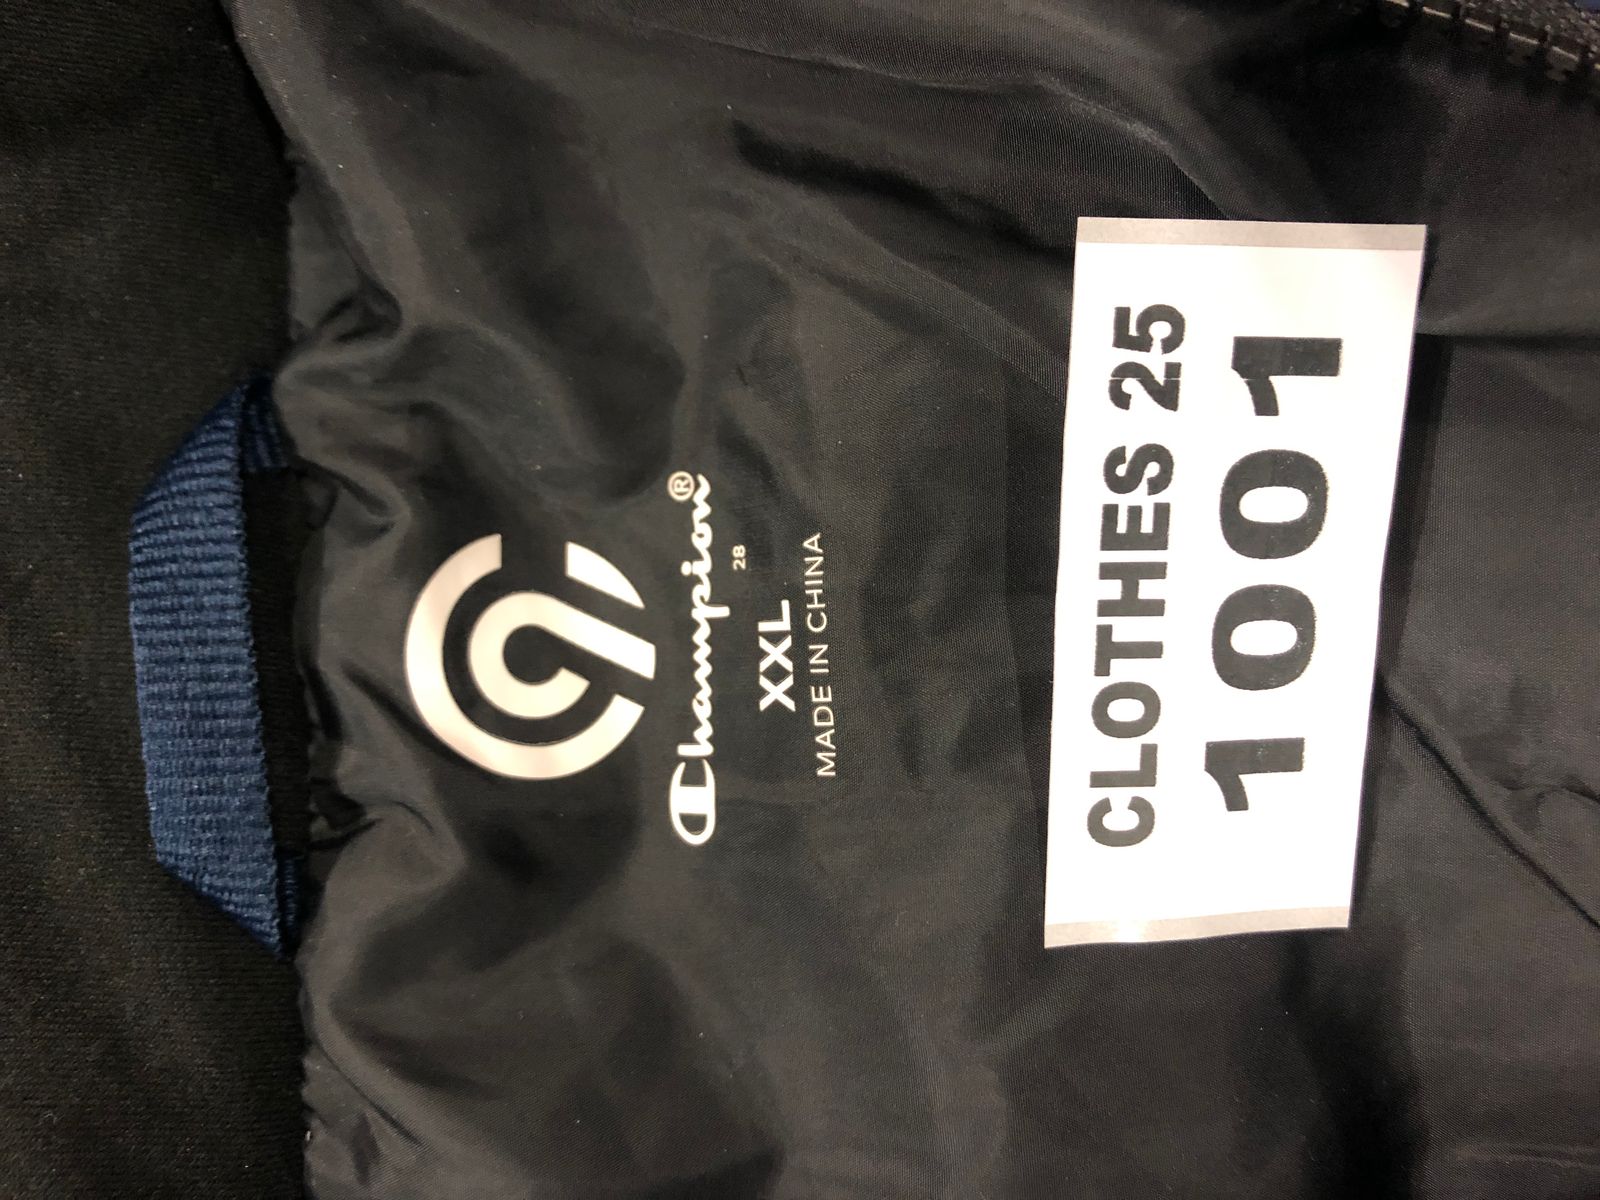 Champion®
28
XXL
MADE IN CHINA
CLOTHES 25
1001